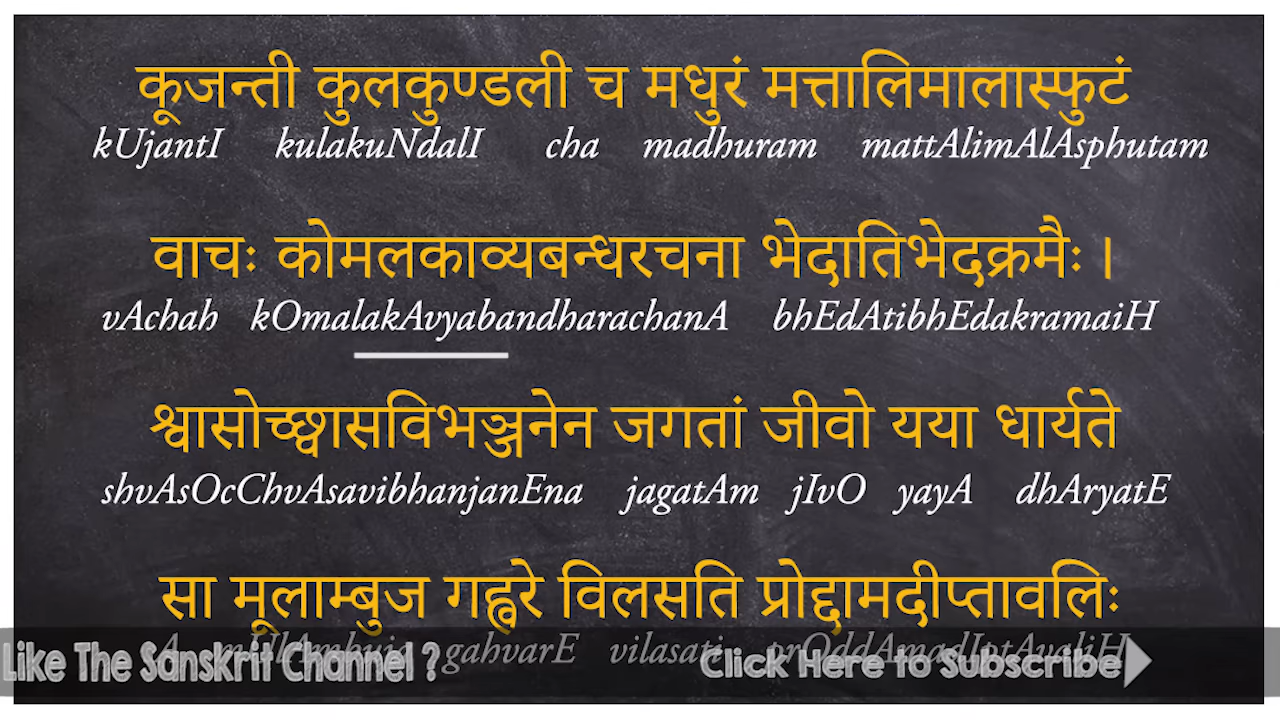 कूजन्ती कुलकुण्डली च मधुरं मत्तालिमालास्फुटं
kUjantI kulakuNdalI cha madhuram mattAlimAlAsphutam
वाचः कोमलकाव्यबन्धरचना भेदातिभेदक्रमैः ।
vAchah kOmalakAvyabandharachanA bhEdAtibhEdakramaiH
श्वासोच्छ्वासविभञ्जनेन जगतां जीवो यया धार्यते
shvAsOcChvAsavibhanjanEna jagatAm jIvO yayA dhAryatE
सा मूलाम्बुज गह्वरे विलसति प्रोद्दामदीप्तावलिः
gahvarE vilasati
Like The Sanskrit Channel ? Click Here to Subscribe